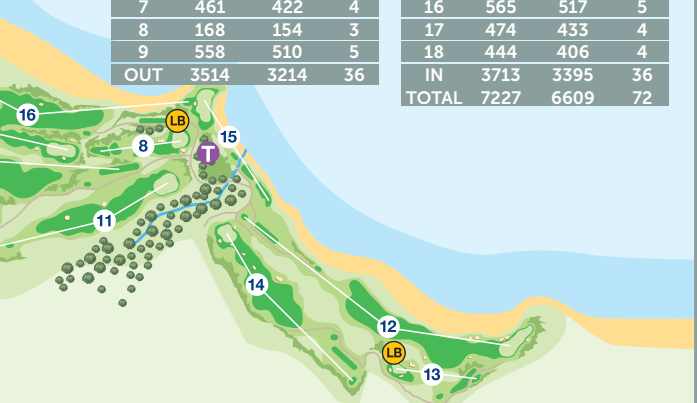 7 461 422 4
8 168 154 3
9 558 510 5
OUT 3514 3214 36
16 565 517 5
17 474 433 4
18 444 406 4
IN 3713 3395 36
TOTAL 7227 6609 72
16
LB
15
8
T
11
14
12
LB
13